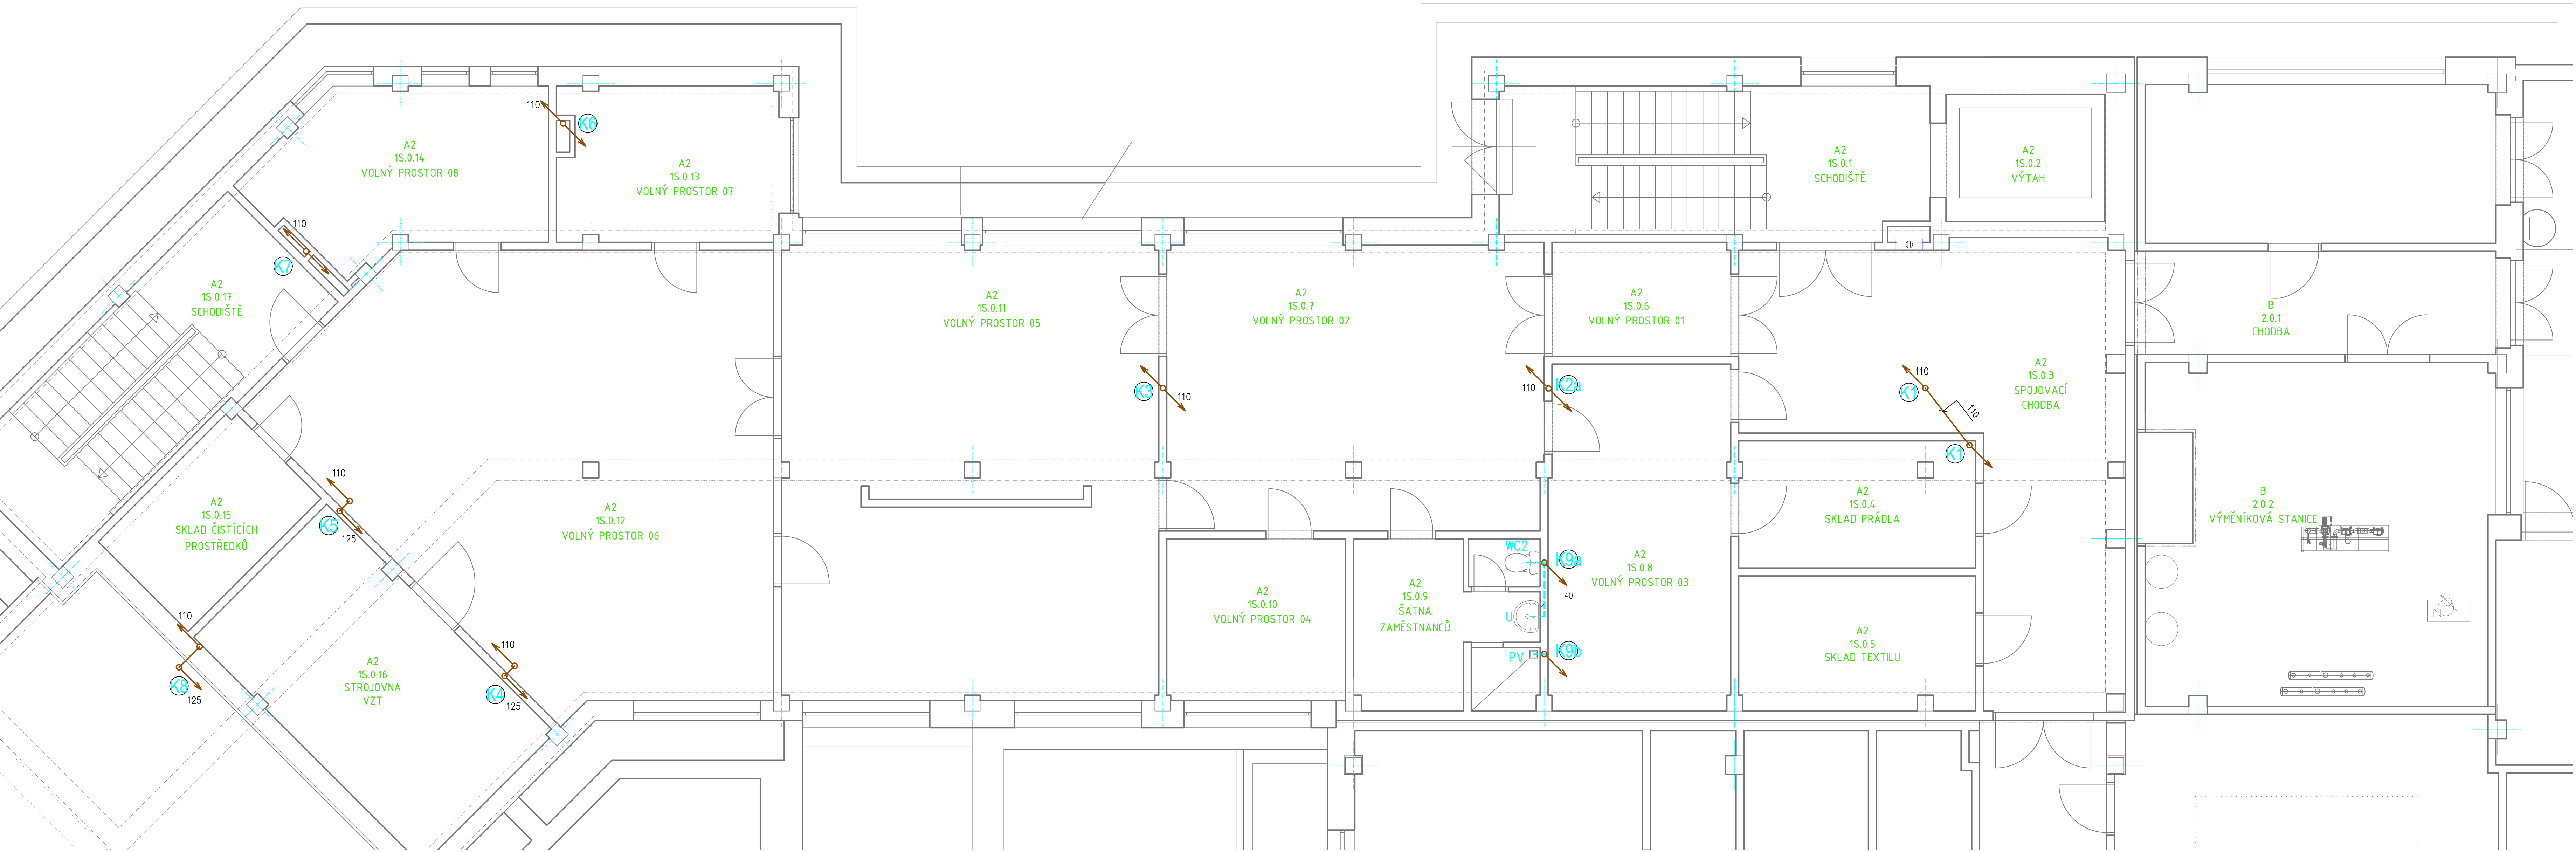 110
K6
A2
1S.0.14
VOLNÝ PROSTOR 08
A2
1S.0.13
VOLNÝ PROSTOR 07
A2
1S.0.1
SCHODIŠTĚ
A2
1S.0.2
VÝTAH
H
110
K7
A2
1S.0.17
SCHODIŠTĚ
A2
1S.0.11
VOLNÝ PROSTOR 05
A2
1S.0.7
VOLNÝ PROSTOR 02
A2
1S.0.6
VOLNÝ PROSTOR 01
B
2.0.1
CHODBA
K3
110
110
K2a
110
K1
110
K1
A2
1S.0.3
SPOJOVACÍ
CHODBA
110
K5
125
A2
1S.0.15
SKLAD ČISTÍCÍCH
PROSTŘEDKŮ
A2
1S.0.12
VOLNÝ PROSTOR 06
A2
1S.0.4
SKLAD PRÁDLA
B
2.0.2
VÝMĚNÍKOVÁ STANICE
WC2
K9a
A2
1S.0.8
VOLNÝ PROSTOR 03
A2
1S.0.10
VOLNÝ PROSTOR 04
A2
1S.0.9
ŠATNA
ZAMĚSTNANCŮ
U
40
PV
K9b
A2
1S.0.5
SKLAD TEXTILU
110
K8
125
A2
1S.0.16
STROJOVNA
VZT
110
K4
125